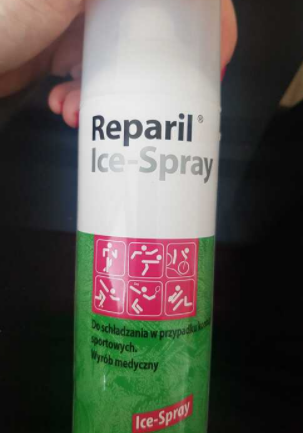 Reparil®
Ice-Spray
Do schładzania w przypadku
sportowych.
Wyrób medyczny
Ice-Spray